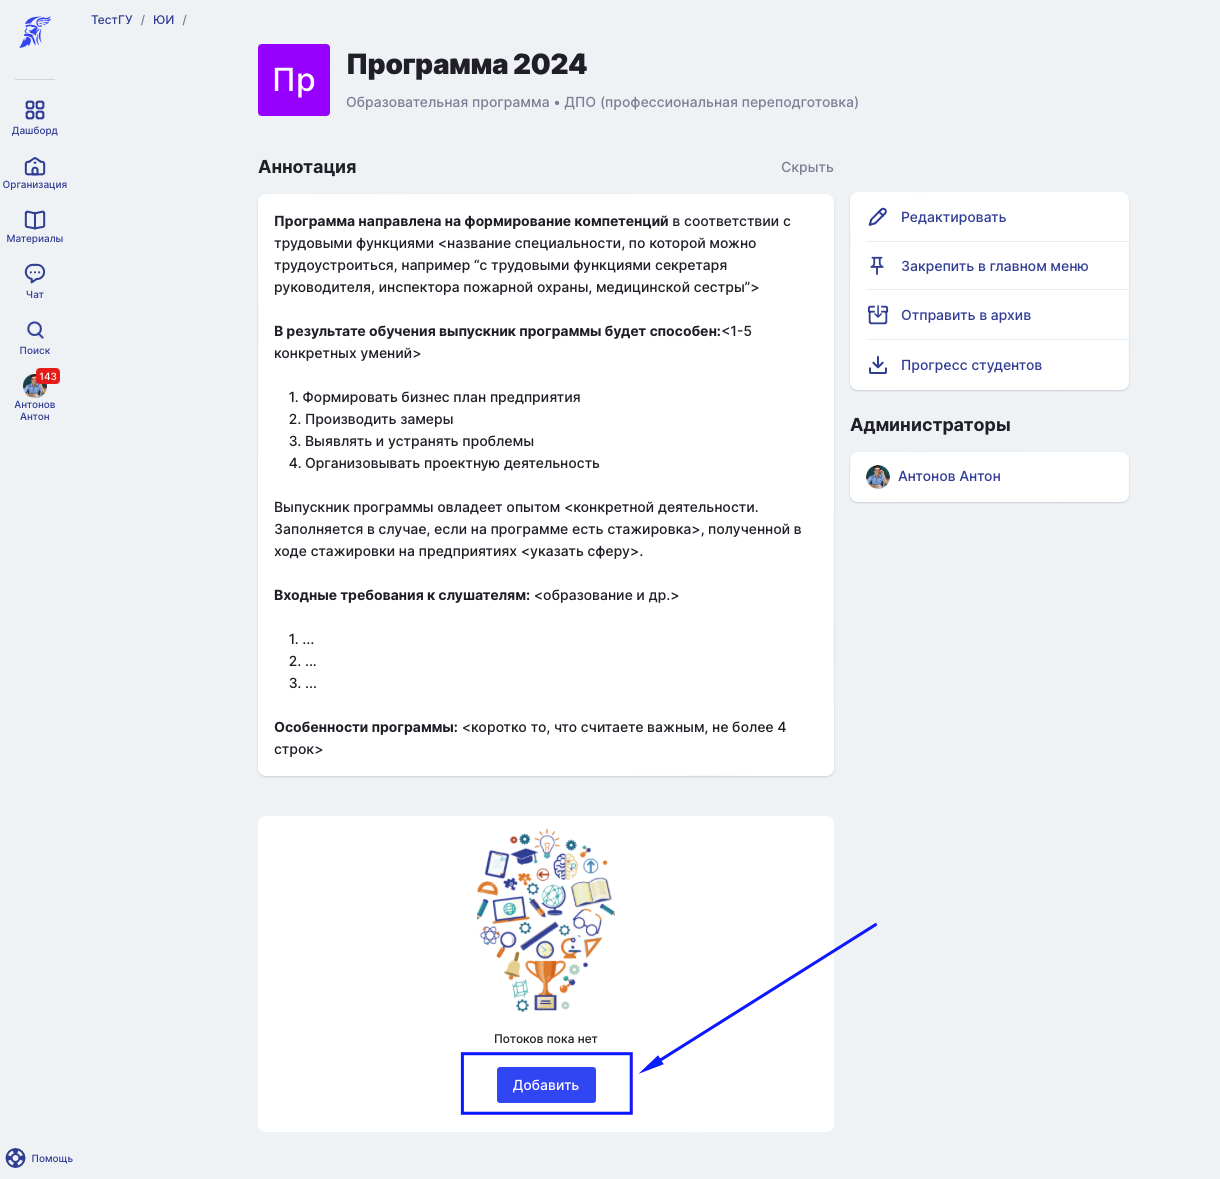 ТестГУ / ЮИ /
Пр
Программа 2024
Образовательная программа • ДПО (профессиональная переподготовка)
Дашборд
Организация
Материалы
Чат
Поиск
143
Антонов
Антон
Аннотация
Скрыть
Программа направлена на формирование компетенций в соответствии с
трудовыми функциями <название специальности, по которой можно
трудоустроиться, например “с трудовыми функциями секретаря
руководителя, инспектора пожарной охраны, медицинской сестры”>
В результате обучения выпускник программы будет способен:<1-5
конкретных умений>
1. Формировать бизнес план предприятия
2. Производить замеры
3. Выявлять и устранять проблемы
4. Организовывать проектную деятельность
Выпускник программы овладеет опытом <конкретной деятельности.
Заполняется в случае, если на программе есть стажировка>, полученной в
ходе стажировки на предприятиях <указать сферу>.
Входные требования к слушателям: <образование и др.>
1. ...
2. ...
3. ...
Особенности программы: <коротко то, что считаете важным, не более 4
строк>
Редактировать
Закрепить в главном меню
Отправить в архив
Прогресс студентов
Администраторы
Антонов Антон
Потоков пока нет
Добавить
Помощь